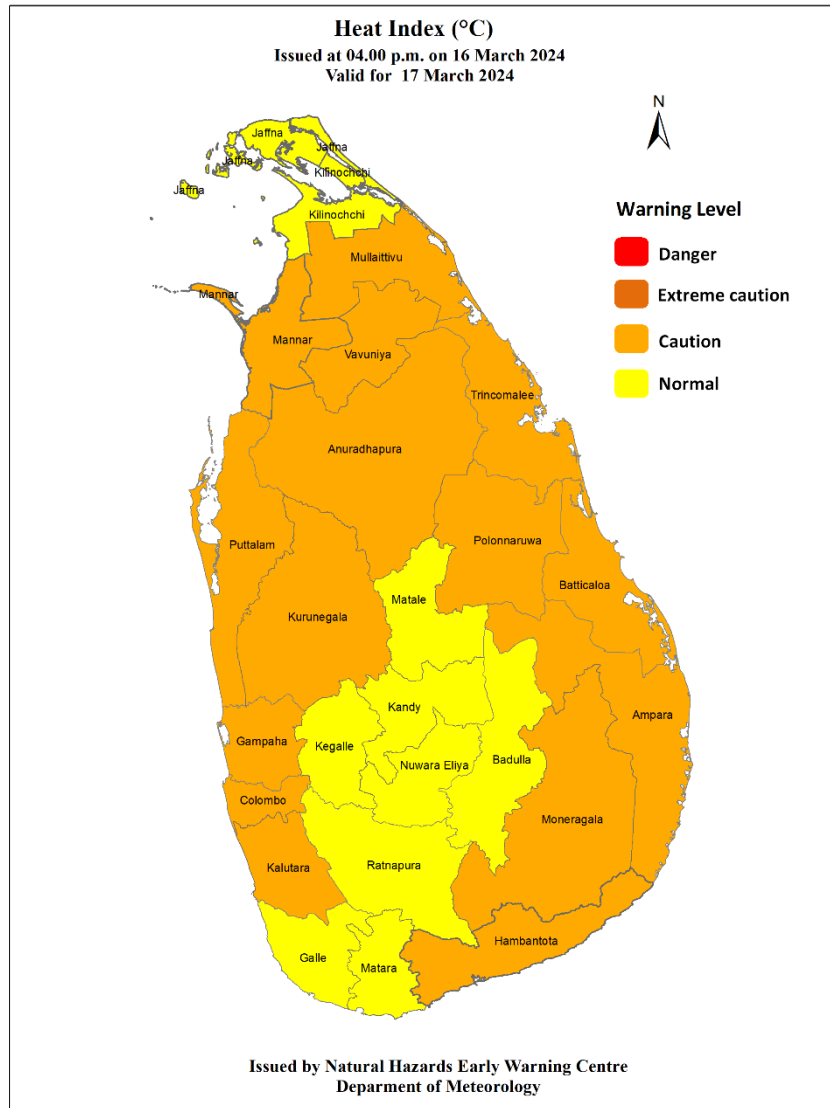 Heat Index (°C)
Issued at 04.00 p.m. on 16 March 2024
Valid for 17 March 2024
N
Jaffna
Jaffna
Jaffna
Kilinochchi
Jaffna
Kilinochchi
Warning Level
Danger
Extreme caution
Caution
Normal
Mullaittivu
Mannar
Mannar
Vavuniya
Trincomalee
Anuradhapura
Polonnaruwa
Puttalam
Batticaloa
Matale
Kurunegala
Kandy
Ampara
Gampaha
Kegalle
Nuwara Eliya
Badulla
Colombo
Moneragala
Kalutara
Ratnapura
Hambantota
Galle
Matara
Issued by Natural Hazards Early Warning Centre
Deparment of Meteorology